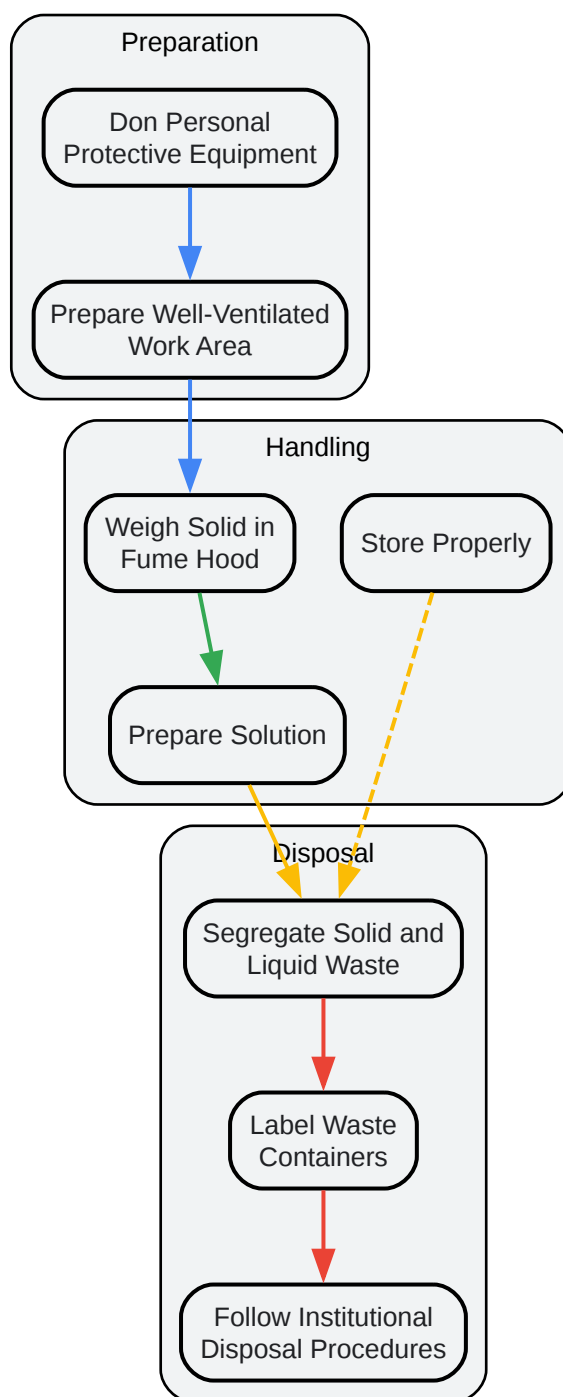 Preparation
Don Personal
Protective Equipment
Prepare Well-Ventilated
Work Area
Handling
Weigh Solid in
Fume Hood
Store Properly
Prepare Solution
Disposal
Segregate Solid and
Liquid Waste
Label Waste
Containers
Follow Institutional
Disposal Procedures